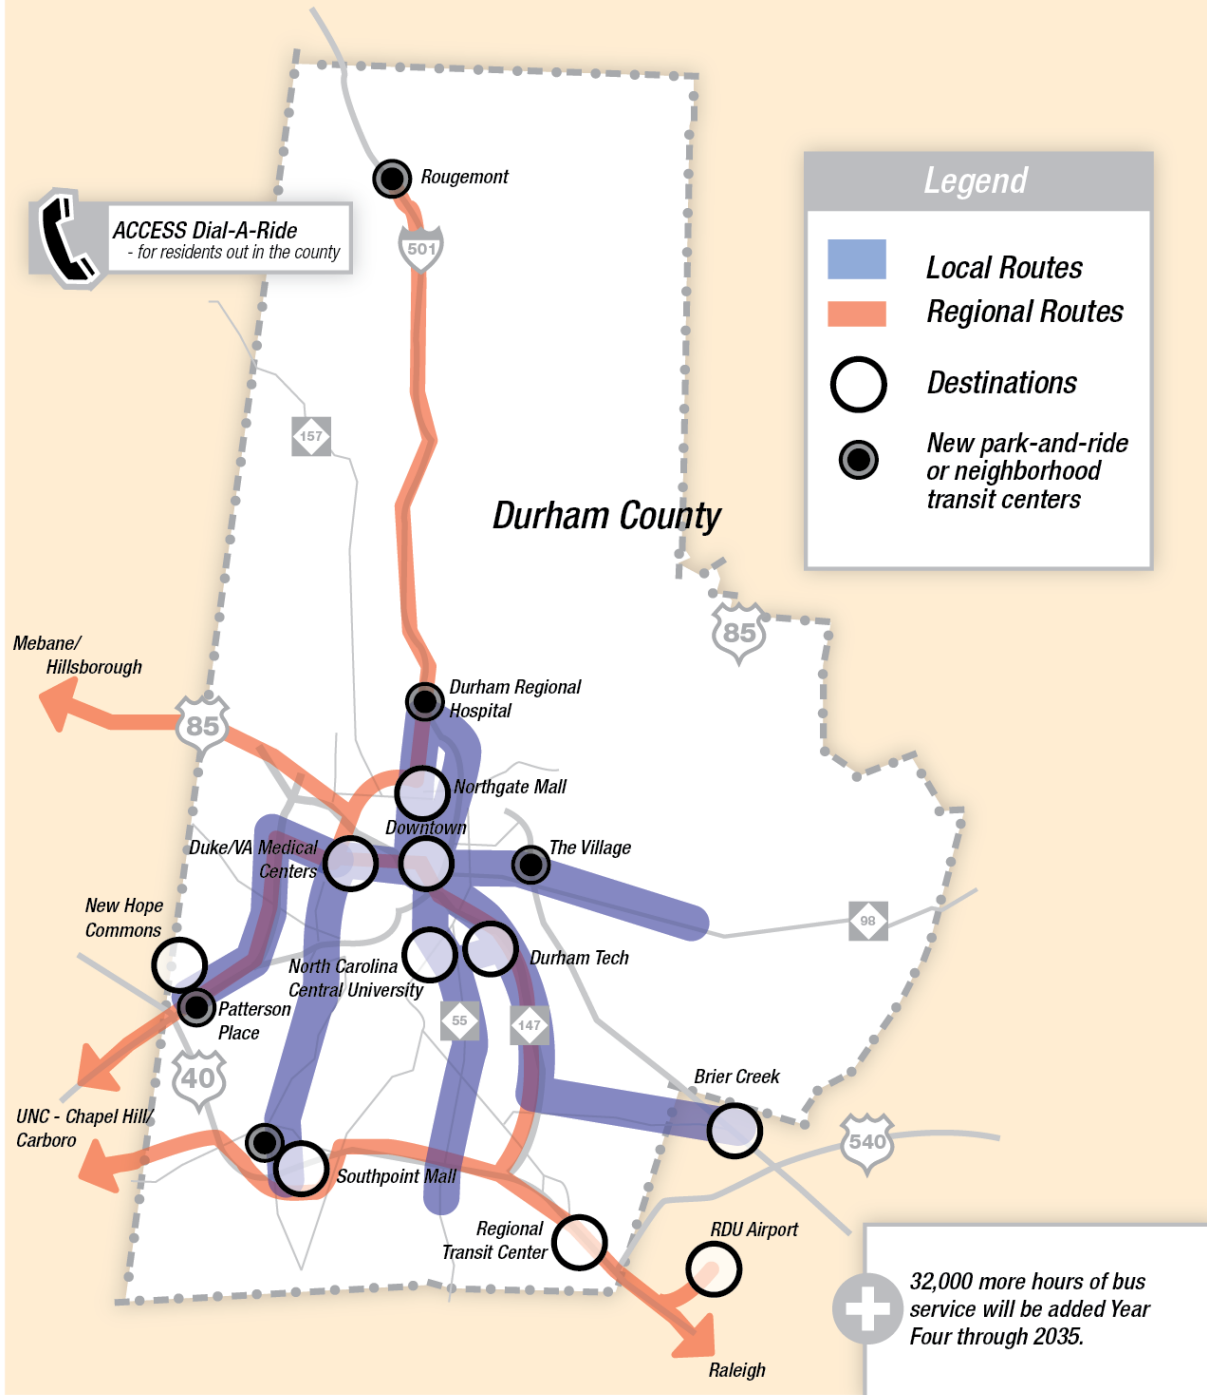 Rougemont
Legend
ACCESS Dial-A-Ride
- for residents out in the county
501
Local Routes
Regional Routes
Destinations
New park-and-ride
or neighborhood
transit centers
157
Durham County
85
Mebane/
Hillsborough
85
Durham Regional
Hospital
Northgate Mall
Downtown
Duke/VA Medical
Centers
The Village
New Hope
Commons
98
North Carolina
Central University
Durham Tech
Patterson
Place
55
147
40
Brier Creek
UNC - Chapel Hill/
Carboro
540
Southpoint Mall
Regional
Transit Center
RDU Airport
32,000 more hours of bus
service will be added Year
Four through 2035.
Raleigh